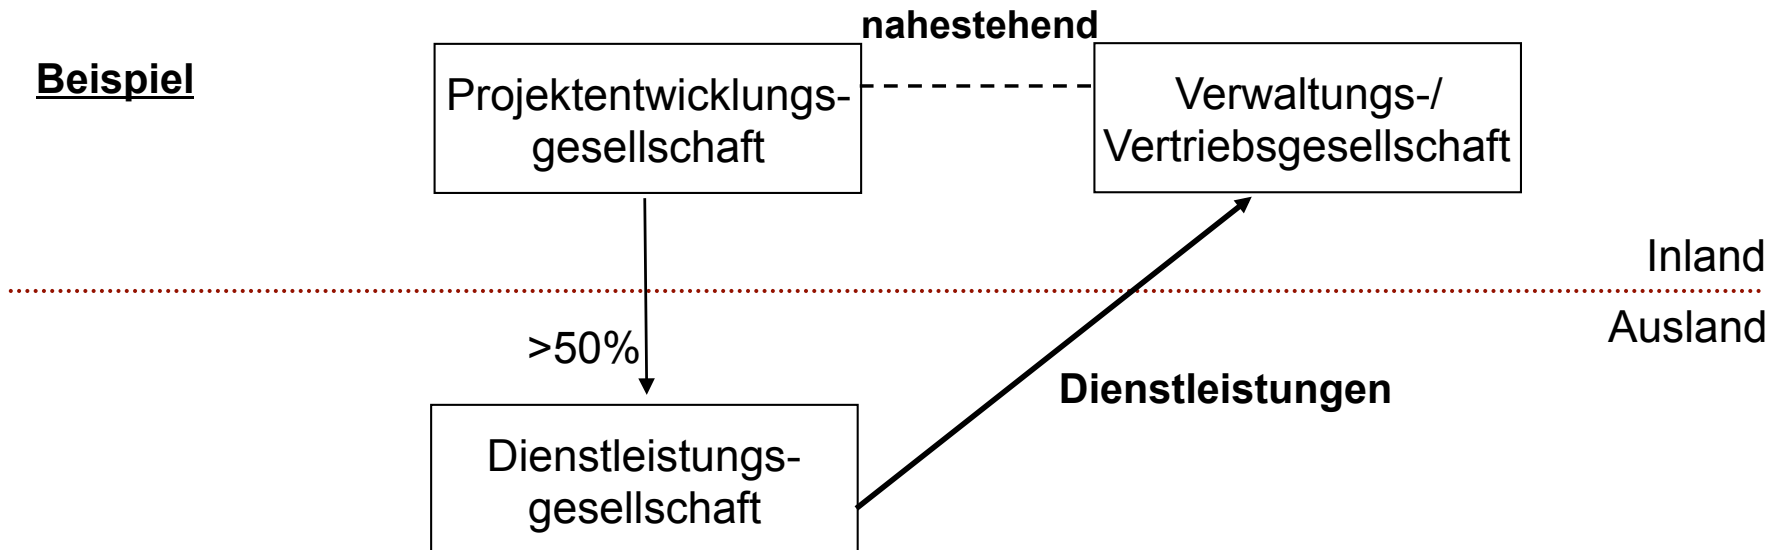 Beispiel
nahestehend
Projektentwicklungs-
gesellschaft
Verwaltungs-/
Vertriebsgesellschaft
Inland
Ausland
>50%
Dienstleistungen
Dienstleistungs-
gesellschaft